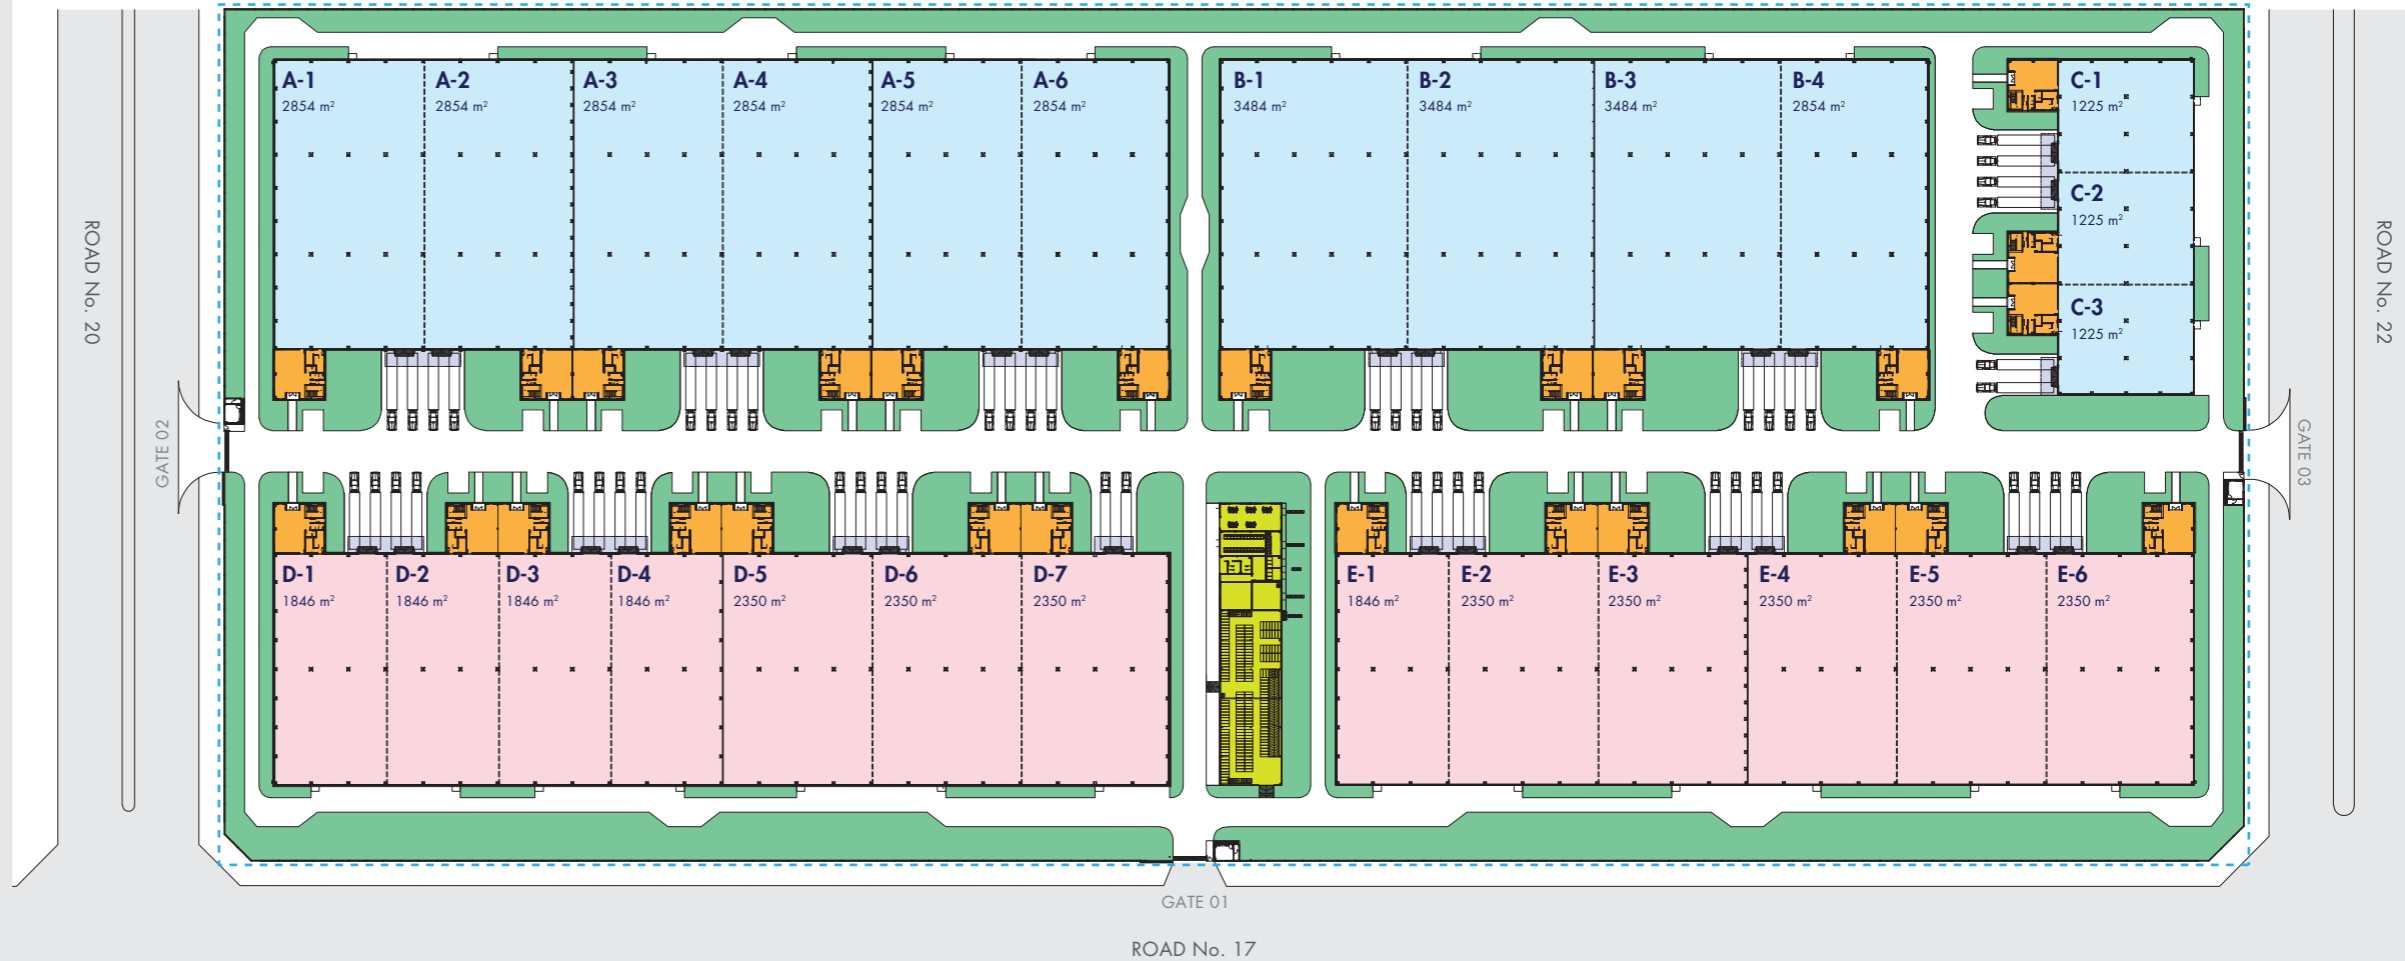 A-1
2854 m²
A-2
2854 m²
A-3
2854 m²
A-4
2854 m²
A-5
2854 m²
A-6
2854 m²
B-1
3484 m²
B-2
3484 m²
B-3
3484 m²
B-4
2854 m²
C-1
1225 m²
C-2
1225 m²
C-3
1225 m²
ROAD No. 20
ROAD No. 22
GATE 02
GATE 03
D-1
1846 m²
D-2
1846 m²
D-3
1846 m²
D-4
1846 m²
D-5
2350 m²
D-6
2350 m²
D-7
2350 m²
E-1
1846 m²
E-2
2350 m²
E-3
2350 m²
E-4
2350 m²
E-5
2350 m²
E-6
2350 m²
GATE 01
ROAD No. 17